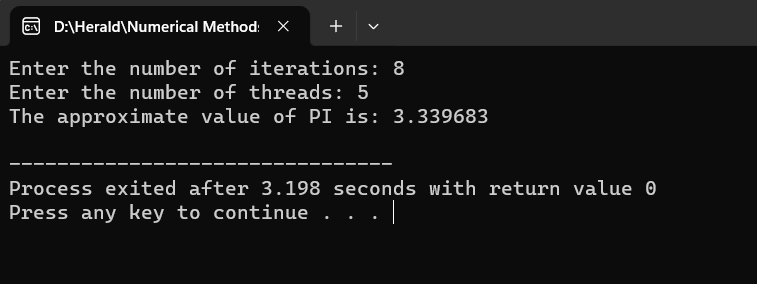 D:\Herald\Numerical Methods
Enter the number of iterations: 8
Enter the number of threads: 5
The approximate value of PI is: 3.339683
--------------------------------
Process exited after 3.198 seconds with return value 0
Press any key to continue . . .